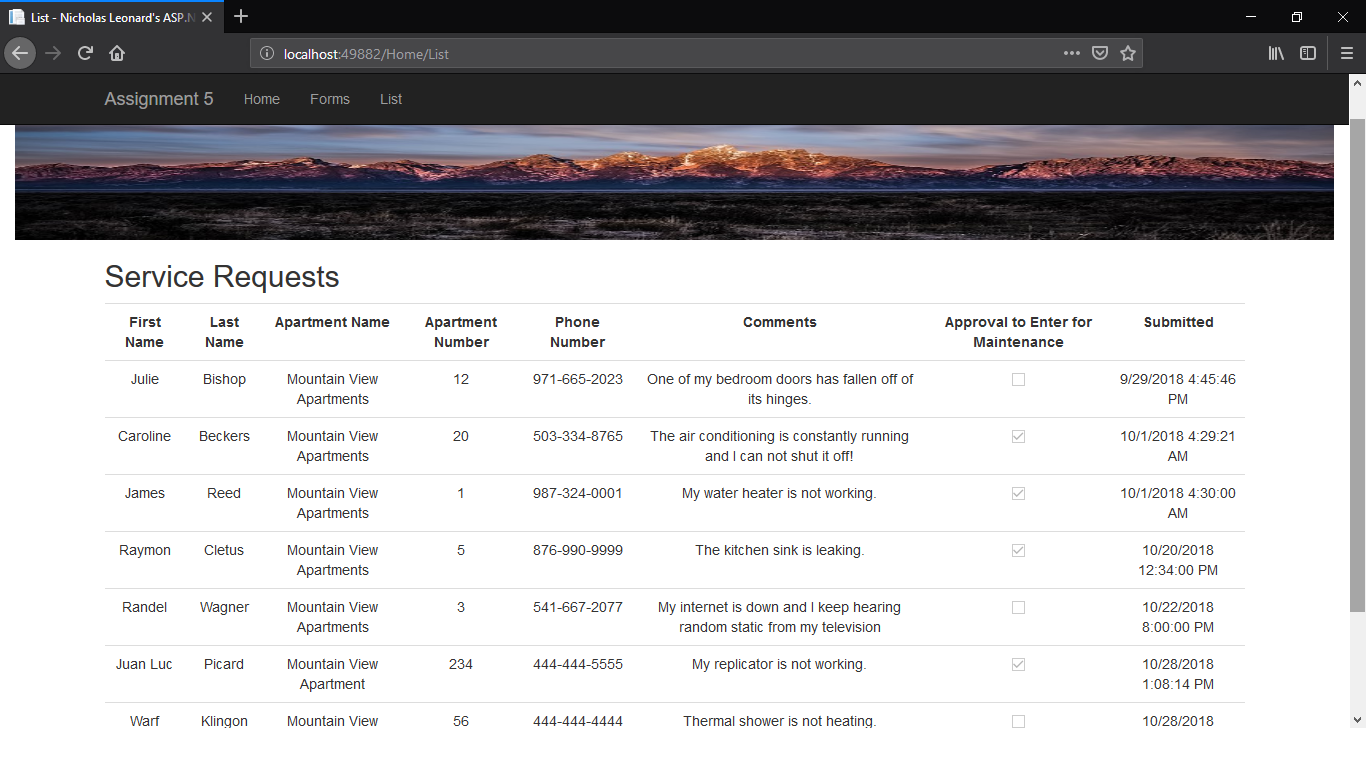 List - Nicholas Leonard's ASP.N
localhost:49882/Home/List
Assignment 5 Home Forms List
Service Requests
First Name Last Name Apartment Name Apartment Number Phone Number Comments Approval to Enter for Maintenance Submitted
Julie Bishop Mountain View Apartments 12 971-665-2023 One of my bedroom doors has fallen off of its hinges. 9/29/2018 4:45:46 PM
Caroline Beckers Mountain View Apartments 20 503-334-8765 The air conditioning is constantly running and I can not shut it off! 10/1/2018 4:29:21 AM
James Reed Mountain View Apartments 1 987-324-0001 My water heater is not working. 10/1/2018 4:30:00 AM
Raymon Cletus Mountain View Apartments 5 876-990-9999 The kitchen sink is leaking. 10/20/2018 12:34:00 PM
Randel Wagner Mountain View Apartments 3 541-667-2077 My internet is down and I keep hearing random static from my television 10/22/2018 8:00:00 PM
Juan Luc Picard Mountain View Apartment 234 444-444-5555 My replicator is not working. 10/28/2018 1:08:14 PM
Warf Klingon Mountain View 56 444-444-4444 Thermal shower is not heating. 10/28/2018